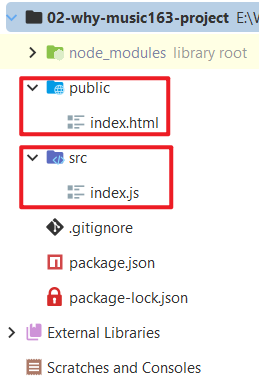 02-why-music163-project E:\
node_modules library root
public
index.html
src
index.js
.gitignore
package.json
package-lock.json
External Libraries
Scratches and Consoles